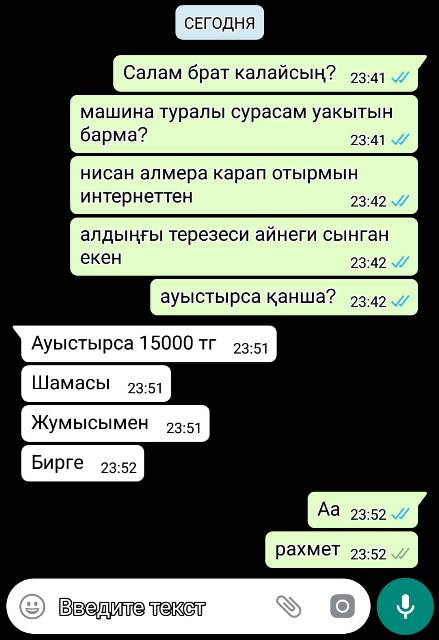 СЕГОДНЯ
Салам брат калайсың? 23:41
машина туралы сурасам уакытын
барма? 23:41
нисан алмера карап отырмын
интернеттен 23:42
алдыңғы терезеси айнеги сынган
екен 23:42
ауыстырса қанша? 23:42
Ауыстырса 15000 тг 23:51
Шамасы 23:51
Жумысымен 23:51
Бирге 23:52
Аа 23:52
рахмет 23:52
Введите текст